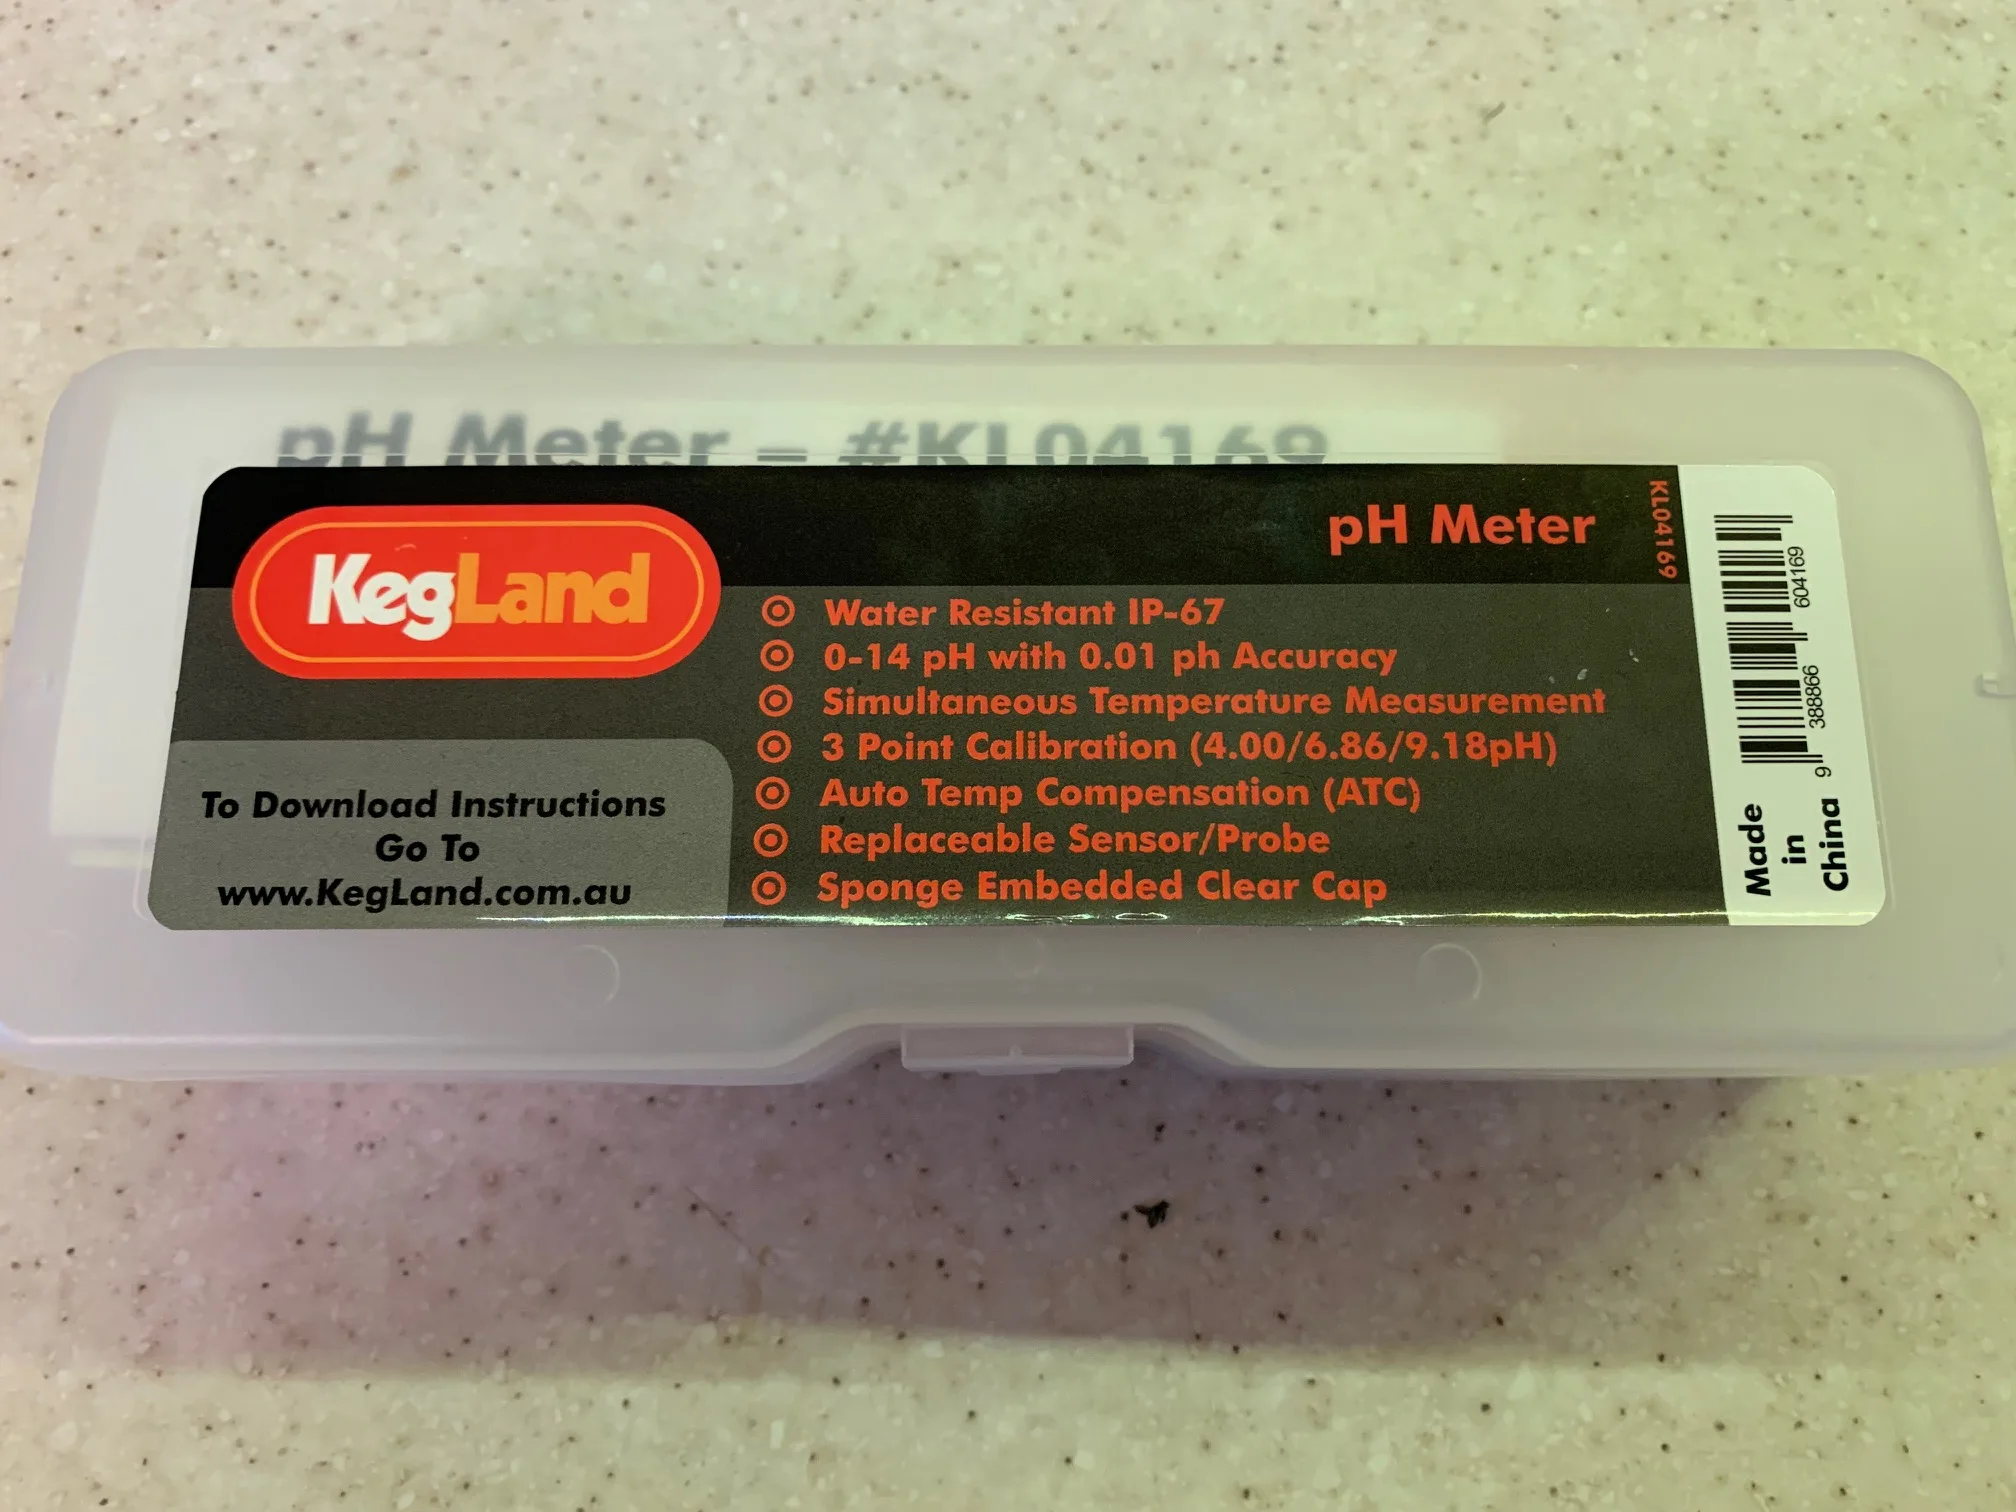 pH Meter - #KL04169
KegLand
pH Meter
KL04169
Water Resistant IP-67
0-14 pH with 0.01 ph Accuracy
Simultaneous Temperature Measurement
3 Point Calibration (4.00/6.86/9.18pH)
Auto Temp Compensation (ATC)
Replaceable Sensor/Probe
Sponge Embedded Clear Cap
To Download Instructions
Go To
www.KegLand.com.au
9 388866 604169
Made
in
China